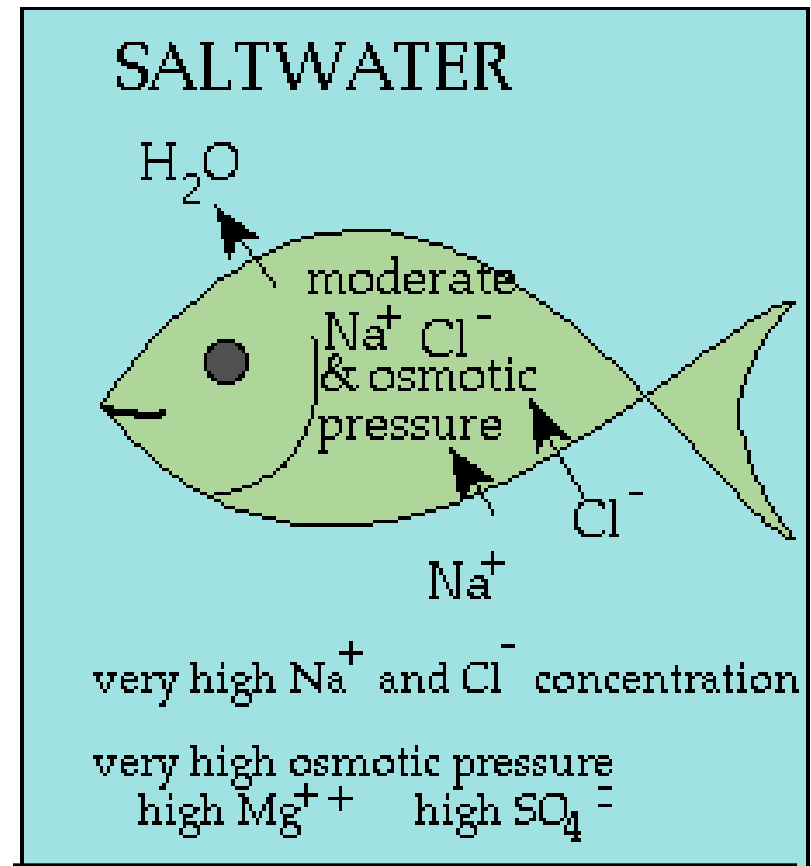 SALTWATER
H₂O
moderate
Na⁺ Cl⁻
& osmotic
pressure
Cl⁻
Na⁺
very high Na⁺ and Cl⁻ concentration
very high osmotic pressure
high Mg⁺⁺ high SO₄⁼